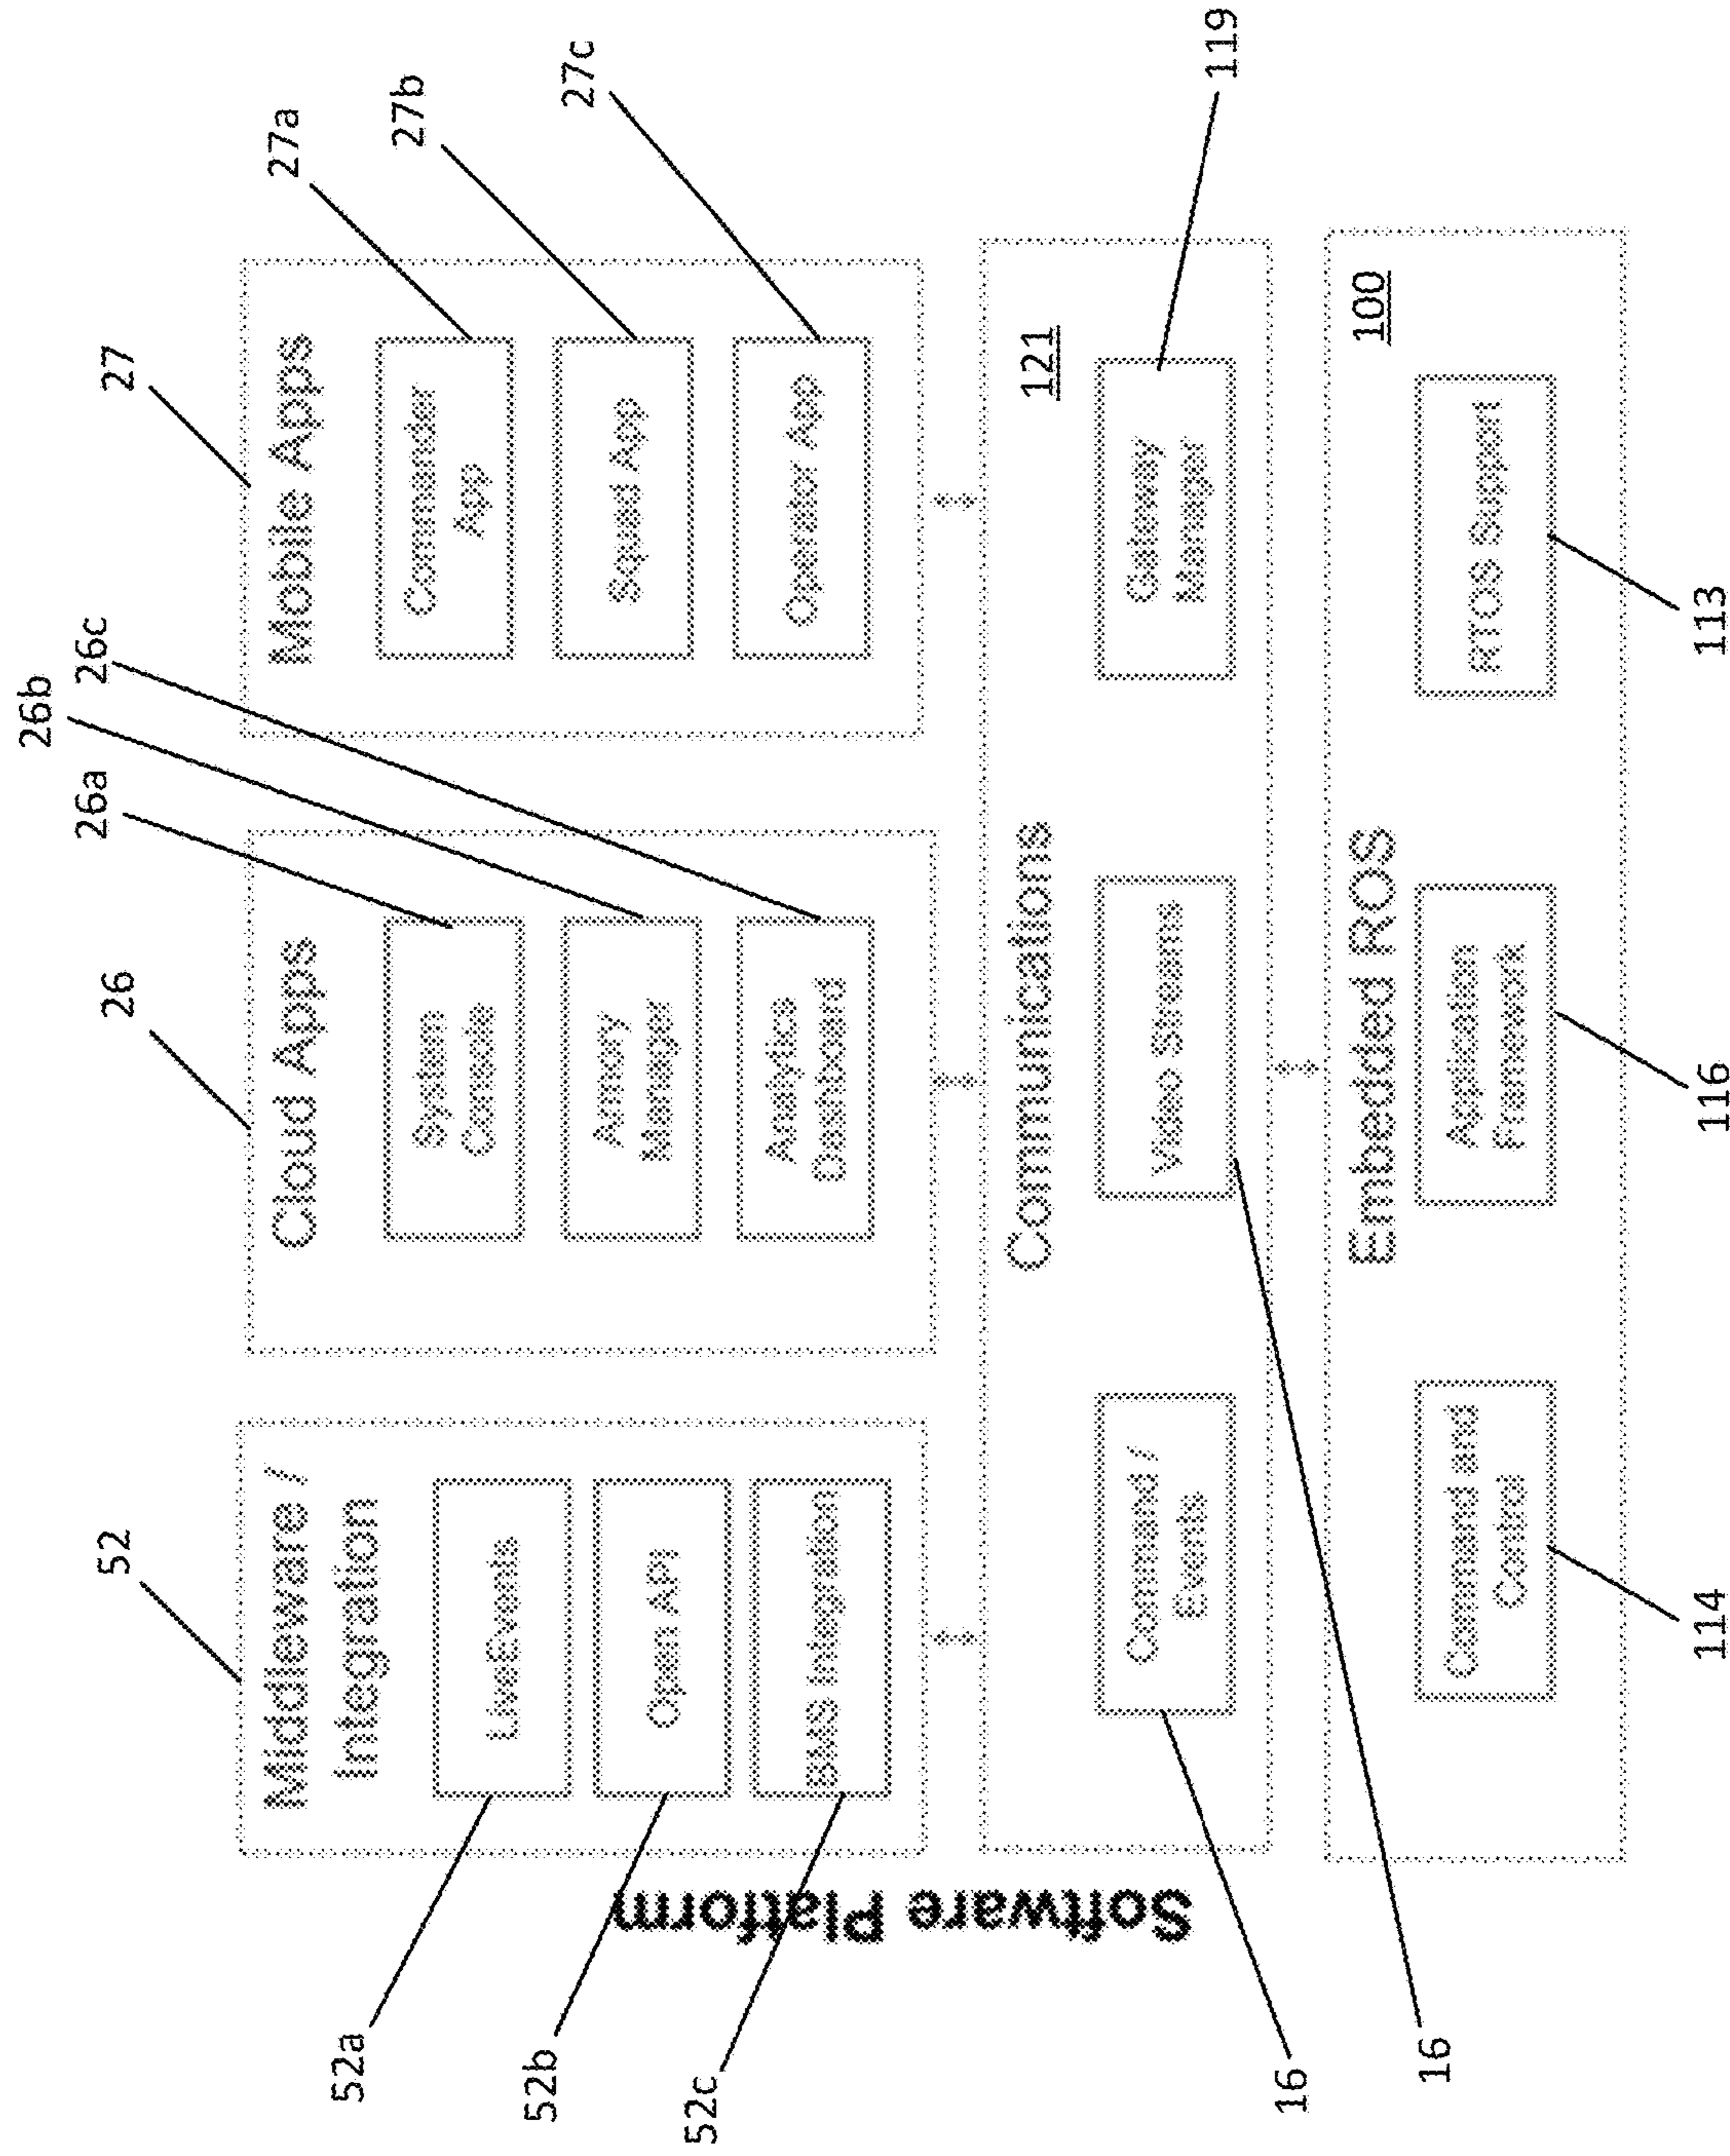 Software Platform
52
Middleware /
Integration
52a
LiveEvents
52b
Open API
52c
BMS Integration
26
Cloud Apps
26a
System
Console
26b
Armory
Manager
26c
Analytics
Dashboard
27
Mobile Apps
27a
Commander
App
27b
Squad App
27c
Operator App
Communications
121
Command /
Events
16
Video Streams
16
Gateway
Manager
119
Embedded ROS
100
Command and
Control
114
Application
Framework
116
RTOS Support
113